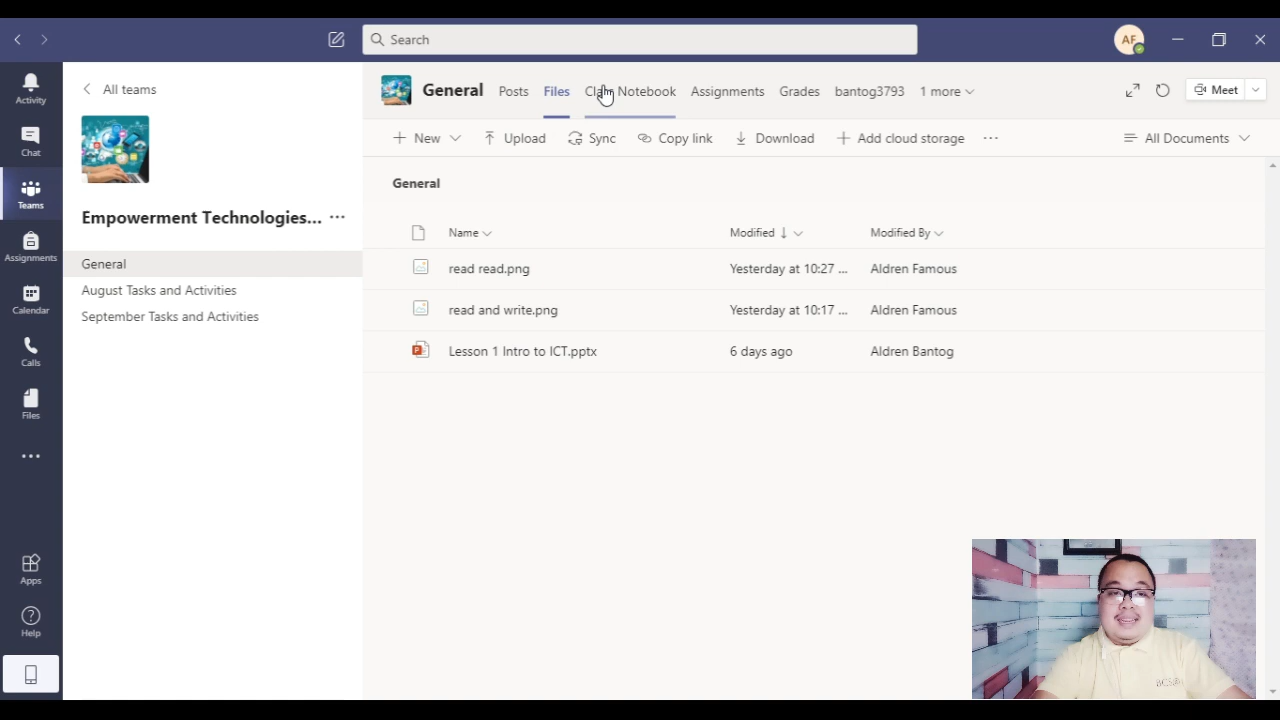 Search
AF
Activity
Chat
Teams
Assignments
Calendar
Calls
Files
Apps
Help
All teams
Empowerment Technologies...
General
August Tasks and Activities
September Tasks and Activities
General Posts Files Class Notebook Assignments Grades bantog3793 1 more
Meet
New Upload Sync Copy link Download Add cloud storage ... All Documents
General
Name Modified Modified By
read read.png Yesterday at 10:27 ... Aldren Famous
read and write.png Yesterday at 10:17 ... Aldren Famous
Lesson 1 Intro to ICT.pptx 6 days ago Aldren Bantog